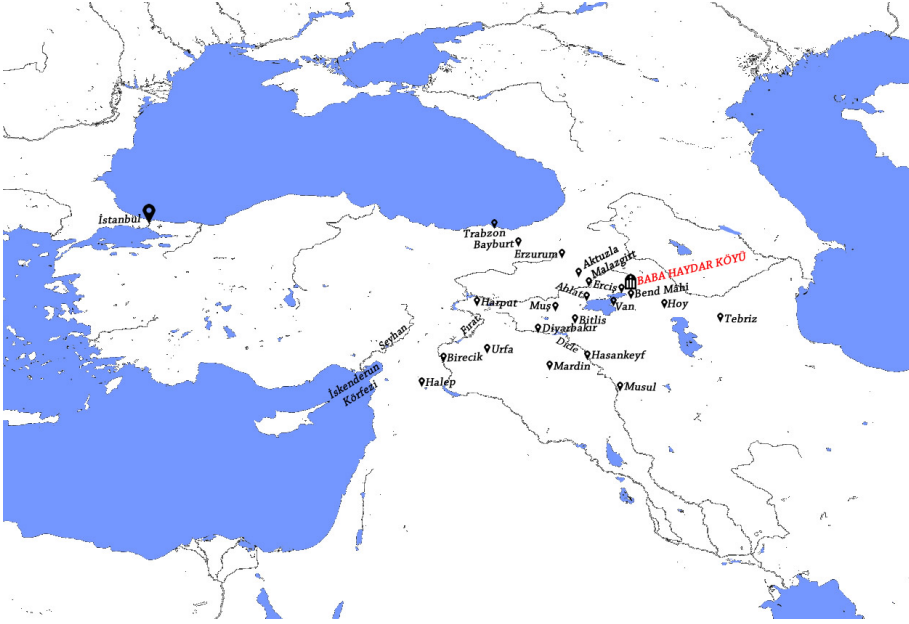 İstanbul
Trabzon
Bayburt
Erzurum
Aktuzla
Malazgirt
BABA HAYDAR KÖYÜ
Erciş
Ahlat
Bend Mâhi
Harput
Muş
Van
Hoy
Tebriz
Bitlis
Fırat
Diyarbakır
Seyhan
Urfa
Dicle
Birecik
Hasankeyf
Mardin
İskenderun
Körfezi
Halep
Musul